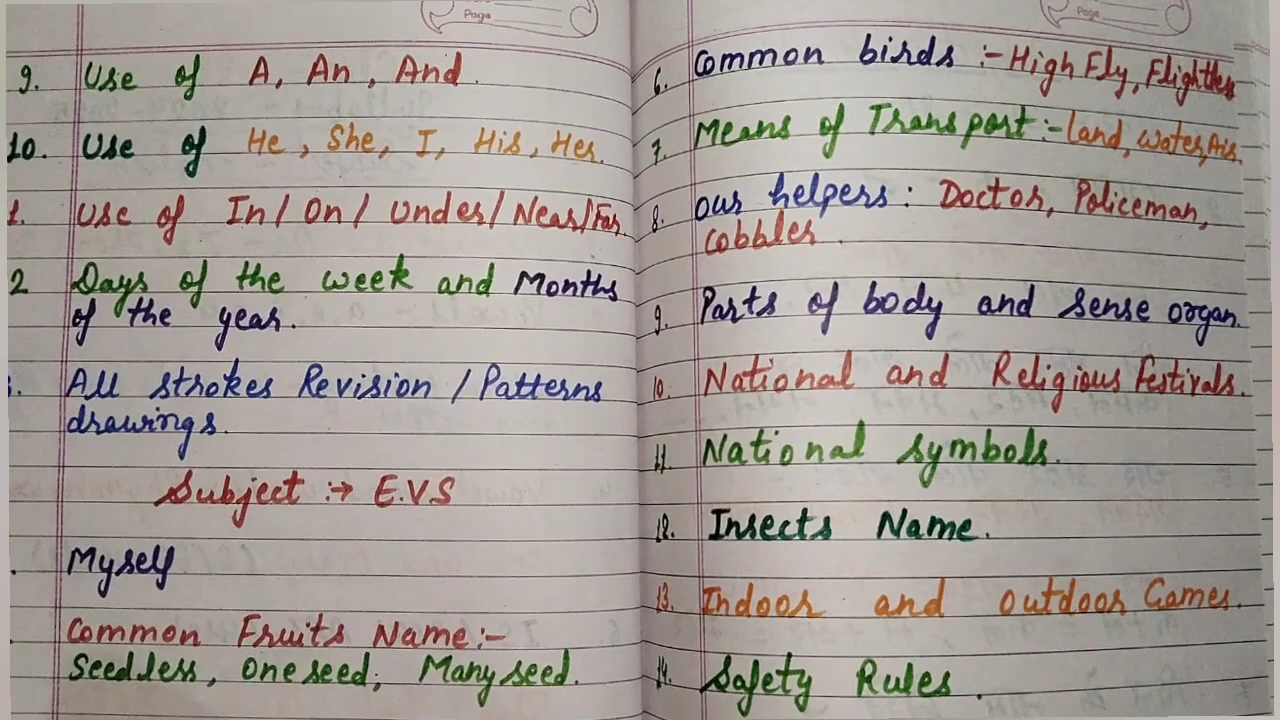 Page
9. Use of A, An, And.
10. Use of He, She, I, His, Her.
1. Use of In/ On/ Under/ Near/Far.
2 Days of the week and Months
of the year.
All strokes Revision / Patterns
drawings.
Subject :→ E.V.S
Myself
Common Fruits Name:-
Seedless, One seed, Many seed.
Page
6. Common birds :- High Fly, Flightless
7. Means of Transport:- Land, Water, Air.
8. Our helpers: Doctor, Policeman,
Cobbler.
9. Parts of body and sense organ.
10. National and Religious Festivals.
11. National symbols.
12. Insects Name.
13. Indoor and outdoor Games.
14. Safety Rules.